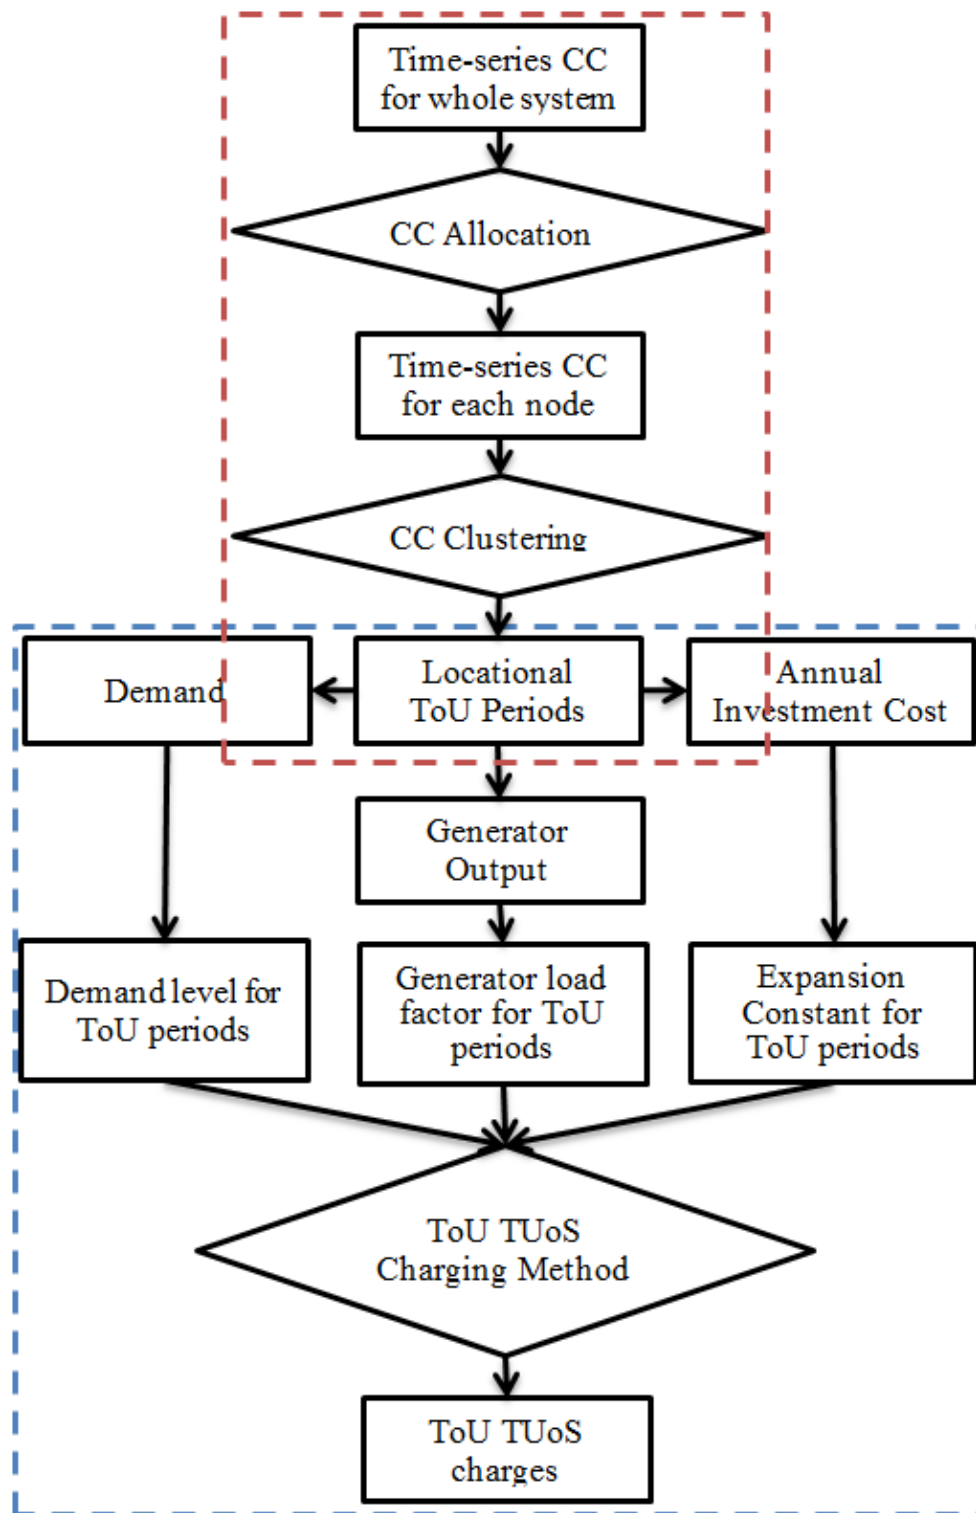 Time-series CC
for whole system
CC Allocation
Time-series CC
for each node
CC Clustering
Demand
Locational
ToU Periods
Annual
Investment Cost
Generator
Output
Demand level for
ToU periods
Generator load
factor for ToU
periods
Expansion
Constant for
ToU periods
ToU TUoS
Charging Method
ToU TUoS
charges